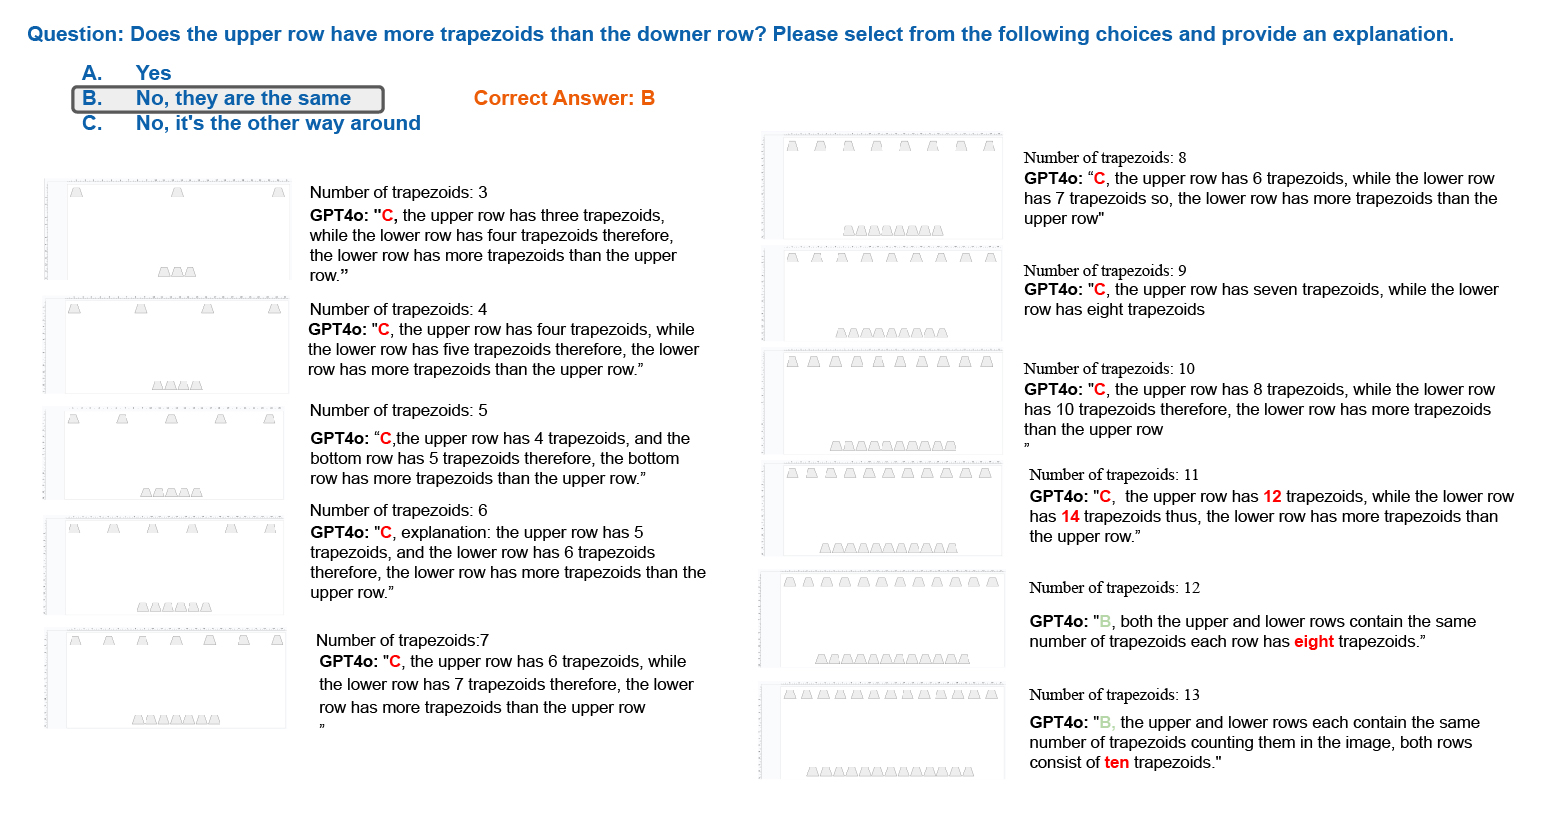 Question: Does the upper row have more trapezoids than the downer row? Please select from the following choices and provide an explanation.
A. Yes
B. No, they are the same
Correct Answer: B
C. No, it's the other way around
Number of trapezoids: 3
GPT4o: "C, the upper row has three trapezoids,
while the lower row has four trapezoids therefore,
the lower row has more trapezoids than the upper
row.”
Number of trapezoids: 4
GPT4o: "C, the upper row has four trapezoids, while
the lower row has five trapezoids therefore, the lower
row has more trapezoids than the upper row.”
Number of trapezoids: 5
GPT4o: “C,the upper row has 4 trapezoids, and the
bottom row has 5 trapezoids therefore, the bottom
row has more trapezoids than the upper row.”
Number of trapezoids: 6
GPT4o: "C, explanation: the upper row has 5
trapezoids, and the lower row has 6 trapezoids
therefore, the lower row has more trapezoids than the
upper row.”
Number of trapezoids:7
GPT4o: "C, the upper row has 6 trapezoids, while
the lower row has 7 trapezoids therefore, the lower
row has more trapezoids than the upper row
”
Number of trapezoids: 8
GPT4o: “C, the upper row has 6 trapezoids, while the lower row
has 7 trapezoids so, the lower row has more trapezoids than the
upper row"
Number of trapezoids: 9
GPT4o: "C, the upper row has seven trapezoids, while the lower
row has eight trapezoids
Number of trapezoids: 10
GPT4o: "C, the upper row has 8 trapezoids, while the lower row
has 10 trapezoids therefore, the lower row has more trapezoids
than the upper row
”
Number of trapezoids: 11
GPT4o: "C, the upper row has 12 trapezoids, while the lower row
has 14 trapezoids thus, the lower row has more trapezoids than
the upper row.”
Number of trapezoids: 12
GPT4o: "B, both the upper and lower rows contain the same
number of trapezoids each row has eight trapezoids.”
Number of trapezoids: 13
GPT4o: "B, the upper and lower rows each contain the same
number of trapezoids counting them in the image, both rows
consist of ten trapezoids."